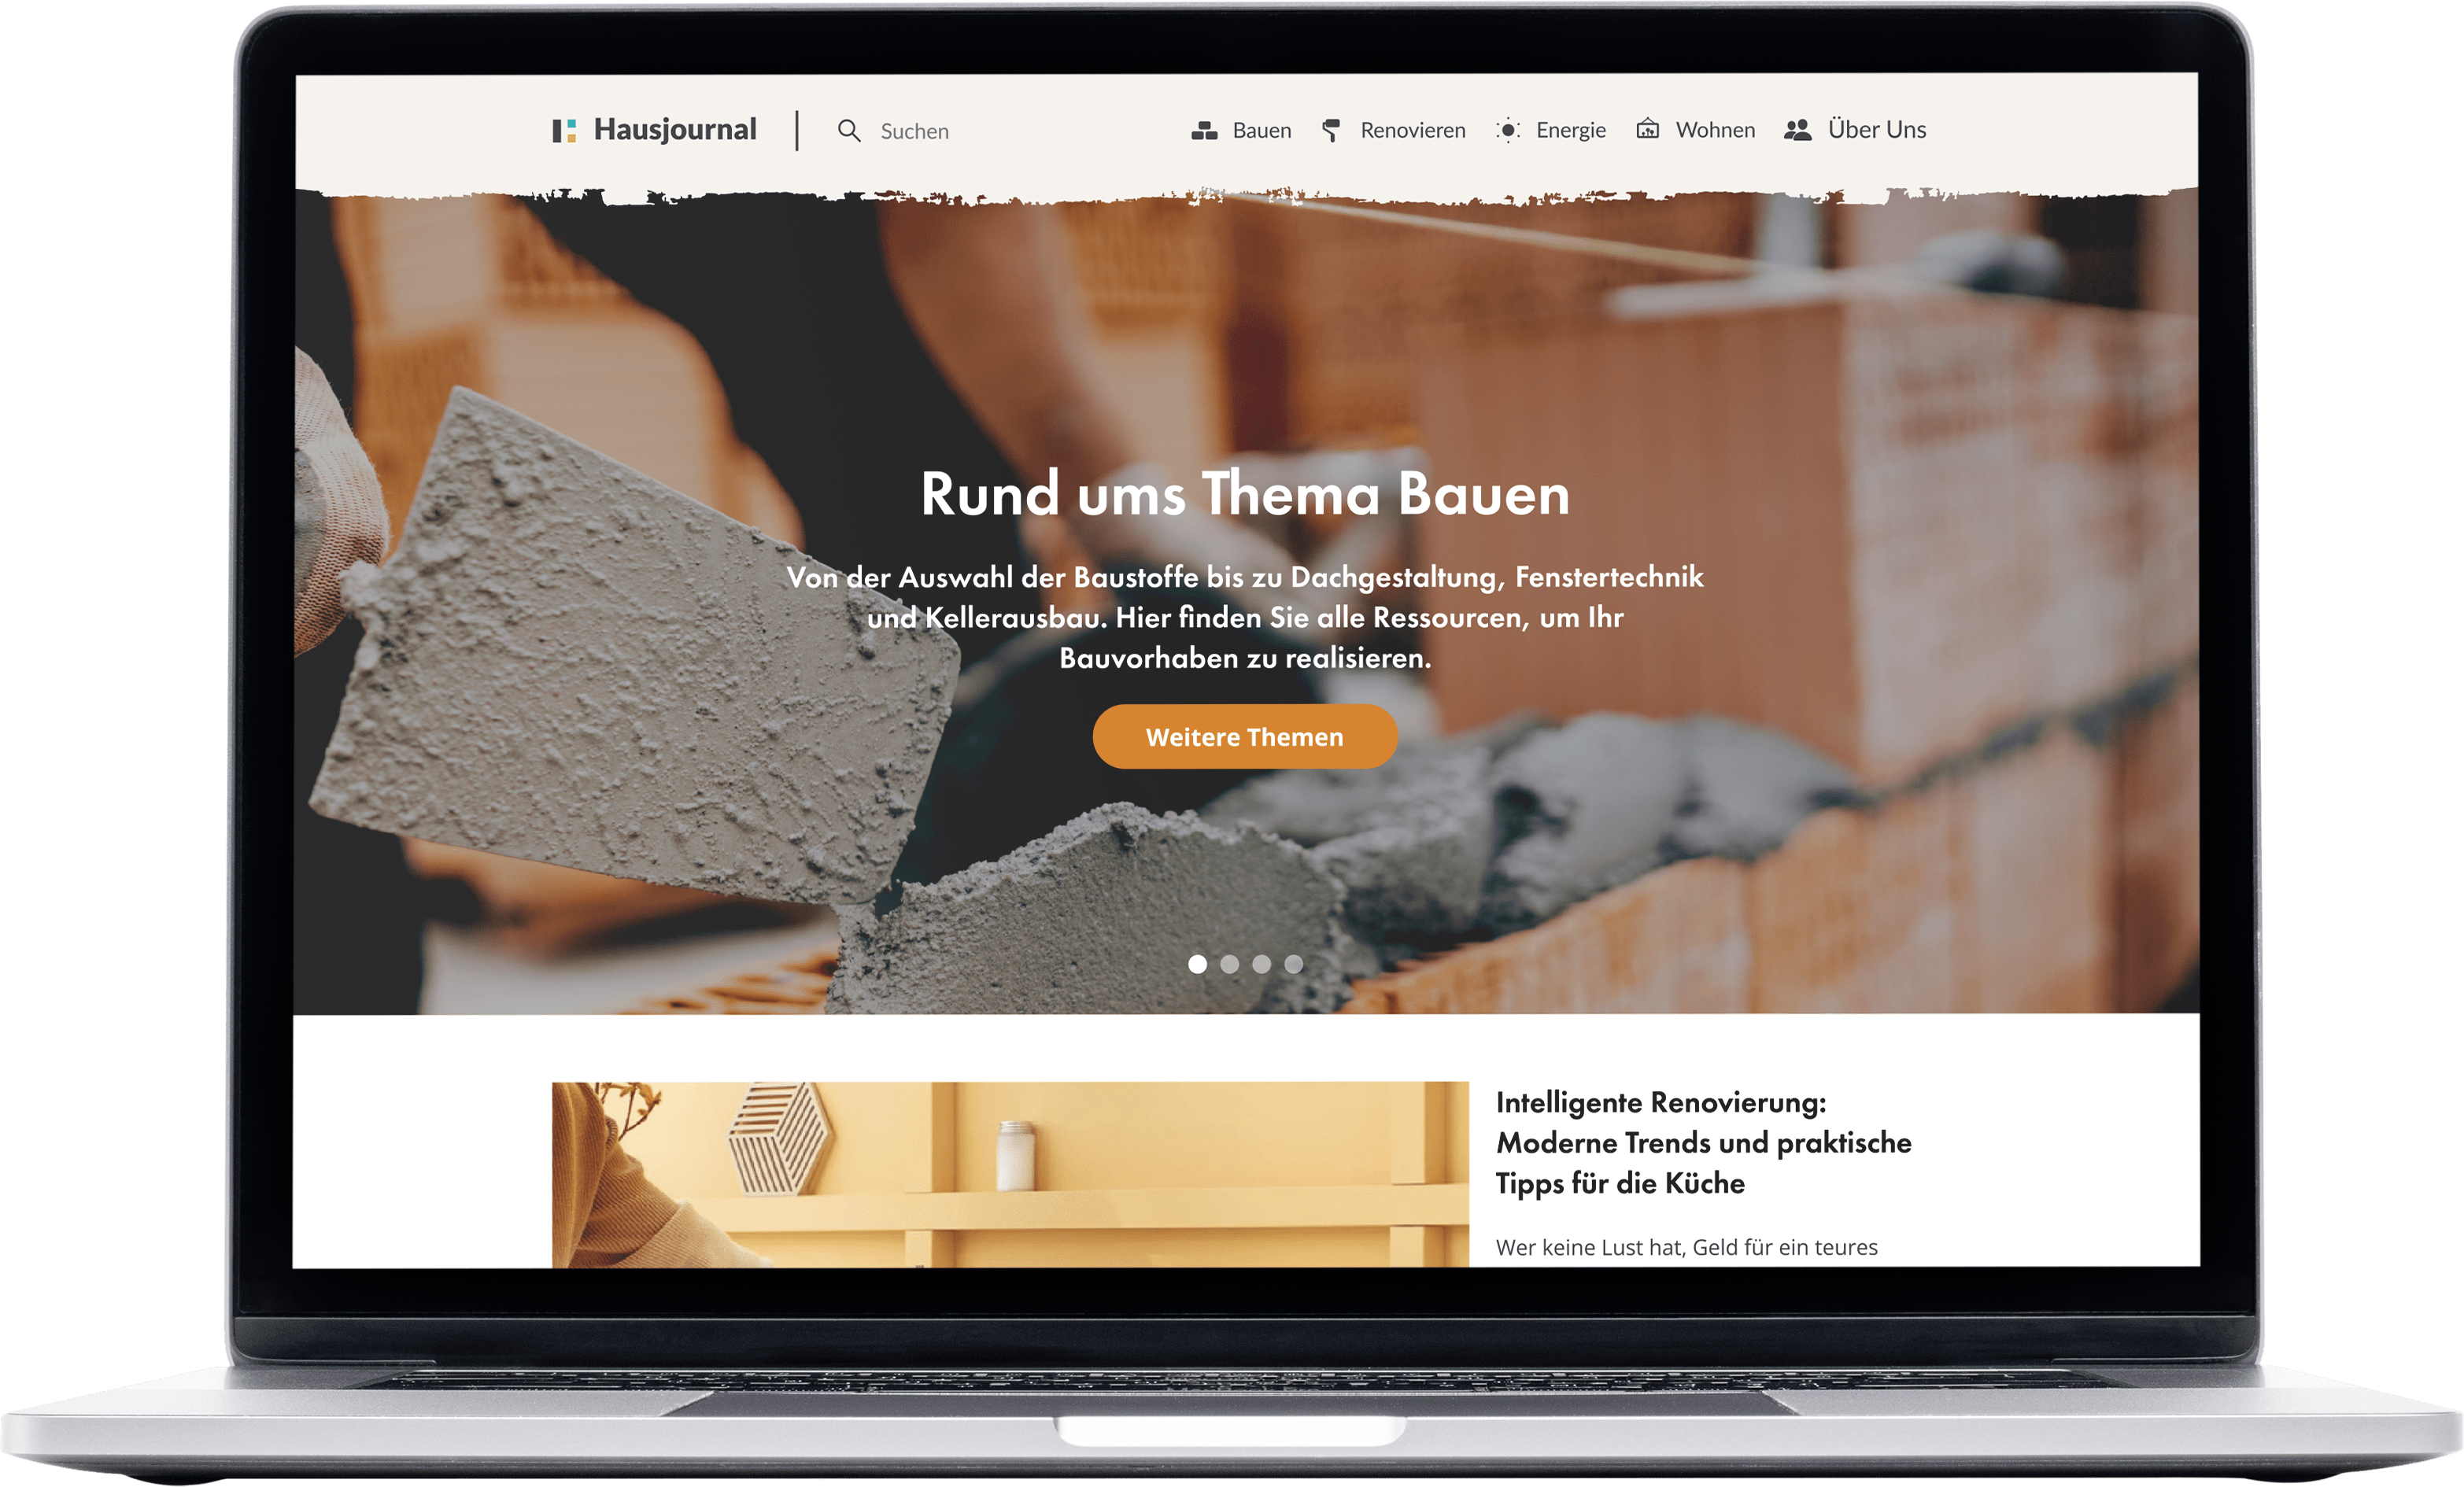 Hausjournal
Suchen
Bauen
Renovieren
Energie
Wohnen
Über Uns
Rund ums Thema Bauen
Von der Auswahl der Baustoffe bis zu Dachgestaltung, Fenstertechnik
und Kellerausbau. Hier finden Sie alle Ressourcen, um Ihr
Bauvorhaben zu realisieren.
Weitere Themen
Intelligente Renovierung:
Moderne Trends und praktische
Tipps für die Küche
Wer keine Lust hat, Geld für ein teures